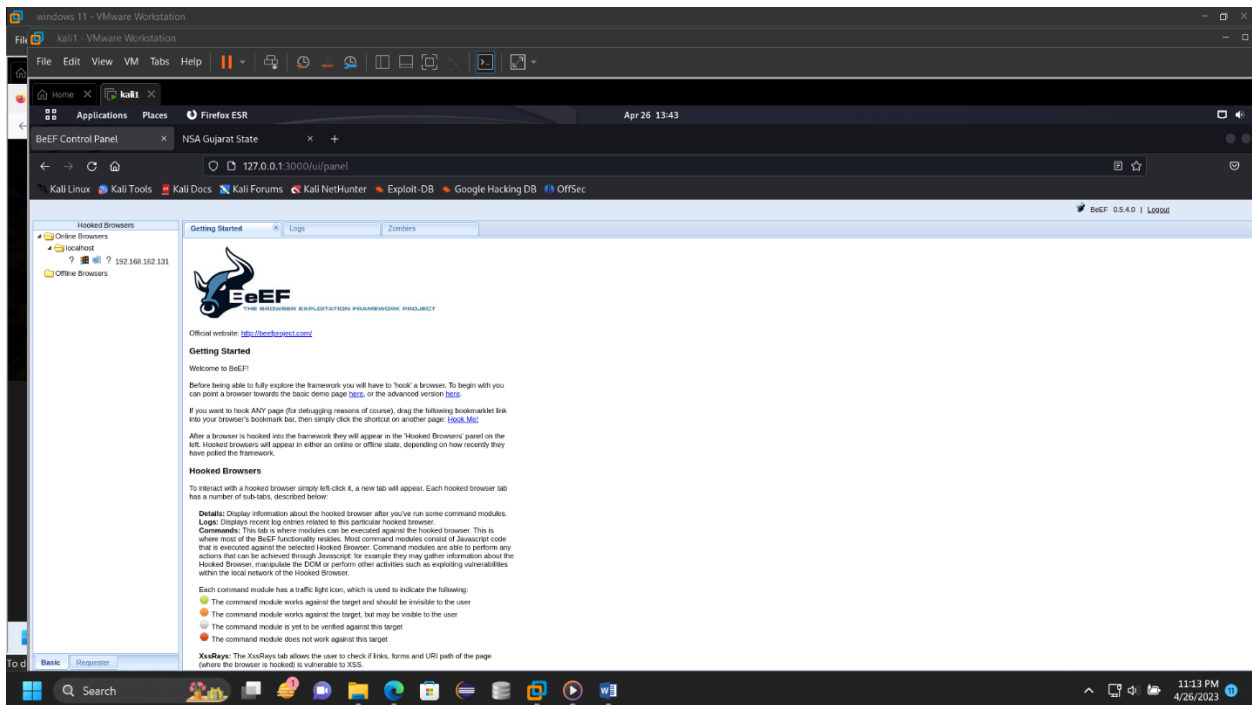 windows 11 - VMware Workstation
File
kali1 - VMware Workstation
File Edit View VM Tabs Help
Home kali1
Applications Places Firefox ESR Apr 26 13:43
BeEF Control Panel NSA Gujarat State
127.0.0.1:3000/ui/panel
Kali Linux Kali Tools Kali Docs Kali Forums Kali NetHunter Exploit-DB Google Hacking DB OffSec
BeEF 0.5.4.0 | Logout
Hooked Browsers
Getting Started Logs Zombies
Online Browsers
localhost
? ? 192.168.162.131
Offline Browsers
BeEF
THE BROWSER EXPLOITATION FRAMEWORK PROJECT
Official website: http://beefproject.com/
Getting Started
Welcome to BeEF!
Before being able to fully explore the framework you will have to 'hook' a browser. To begin with you
can point a browser towards the basic demo page here, or the advanced version here.
If you want to hook ANY page (for debugging reasons of course), drag the following bookmarklet link
into your browser's bookmark bar, then simply click the shortcut on another page: Hook Me!
After a browser is hooked into the framework they will appear in the 'Hooked Browsers' panel on the
left. Hooked browsers will appear in either an online or offline state, depending on how recently they
have polled the framework.
Hooked Browsers
To interact with a hooked browser simply left-click it, a new tab will appear. Each hooked browser tab
has a number of sub-tabs, described below:
Details: Display information about the hooked browser after you've run some command modules.
Logs: Displays recent log entries related to this particular hooked browser.
Commands: This tab is where modules can be executed against the hooked browser. This is
where most of the BeEF functionality resides. Most command modules consist of Javascript code
that is executed against the selected Hooked Browser. Command modules are able to perform any
actions that can be achieved through Javascript: for example they may gather information about the
Hooked Browser, manipulate the DOM or perform other activities such as exploiting vulnerabilities
within the local network of the Hooked Browser.
Each command module has a traffic light icon, which is used to indicate the following:
The command module works against the target and should be invisible to the user
The command module works against the target, but may be visible to the user
The command module is yet to be verified against this target
The command module does not work against this target
XssRays: The XssRays tab allows the user to check if links, forms and URI path of the page
(where the browser is hooked) is vulnerable to XSS.
To d
Basic Requester
Search
11:13 PM
4/26/2023